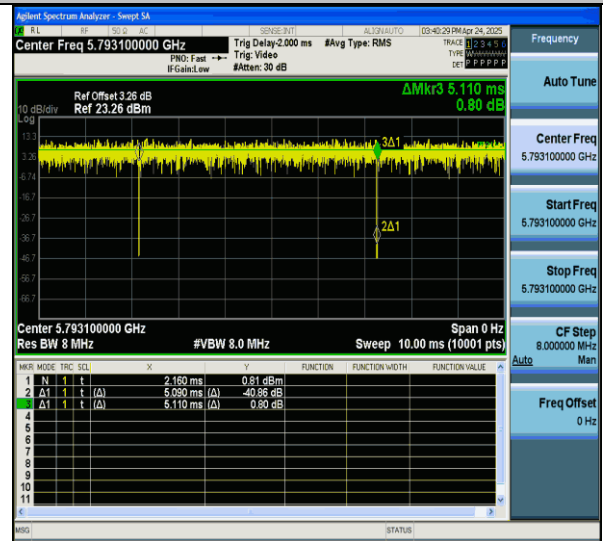 Agilent Spectrum Analyzer - Swept SA
RL RF 50 Ω AC SENSE:INT ALIGNAUTO 03:40:29 PM Apr 24, 2025
Center Freq 5.793100000 GHz
PNO: Fast
IFGain:Low
Trig Delay-2.000 ms
Trig: Video
#Atten: 30 dB
#Avg Type: RMS
TRACE 1 2 3 4 5 6
TYPE
DET P P P P P P
Ref Offset 3.26 dB
Ref 23.26 dBm
10 dB/div
Log
ΔMkr3 5.110 ms
0.80 dB
13.3
3.26
-6.74
-16.7
-26.7
-36.7
-46.7
-56.7
-66.7
3Δ1
2Δ1
Center 5.793100000 GHz Span 0 Hz
Res BW 8 MHz #VBW 8.0 MHz Sweep 10.00 ms (10001 pts)
MKR MODE TRC SCL X Y FUNCTION FUNCTION WIDTH FUNCTION VALUE
1 N 1 t 2.160 ms 0.81 dBm
2 Δ1 1 t (Δ) 5.090 ms (Δ) -40.86 dB
3 Δ1 1 t (Δ) 5.110 ms (Δ) 0.80 dB
4
5
6
7
8
9
10
11
MSG STATUS
Frequency
Auto Tune
Center Freq
5.793100000 GHz
Start Freq
5.793100000 GHz
Stop Freq
5.793100000 GHz
CF Step
8.000000 MHz
Auto Man
Freq Offset
0 Hz